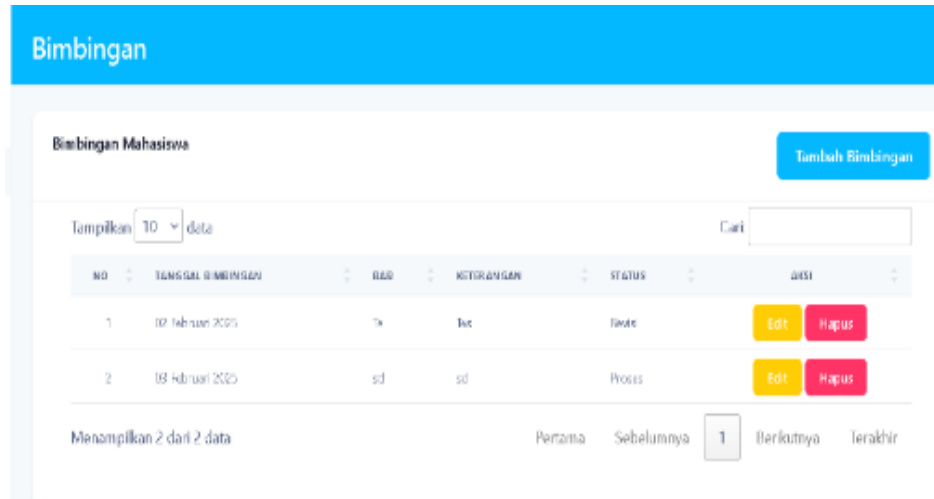 Bimbingan
Bimbingan Mahasiswa
Tambah Bimbingan
Tampilkan 10 data
Cari
NO TANGGAL BIMBINGAN BAB KETERANGAN STATUS AKSI
1 02 Februari 2025 Tes Revisi Edit Hapus
2 03 Februari 2025 sd sd Proses Edit Hapus
Menampilkan 2 dari 2 data
Pertama Sebelumnya 1 Berikutnya Terakhir